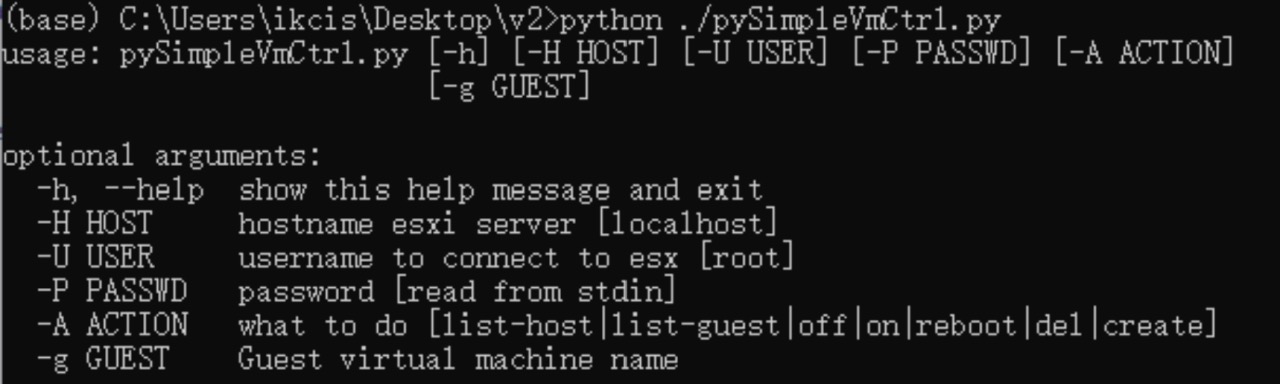 (base) C:\Users\ikcis\Desktop\v2>python ./pySimpleVmCtrl.py
usage: pySimpleVmCtrl.py [-h] [-H HOST] [-U USER] [-P PASSWD] [-A ACTION]
                         [-g GUEST]
optional arguments:
  -h, --help  show this help message and exit
  -H HOST     hostname esxi server [localhost]
  -U USER     username to connect to esx [root]
  -P PASSWD   password [read from stdin]
  -A ACTION   what to do [list-host|list-guest|off|on|reboot|del|create]
  -g GUEST    Guest virtual machine name